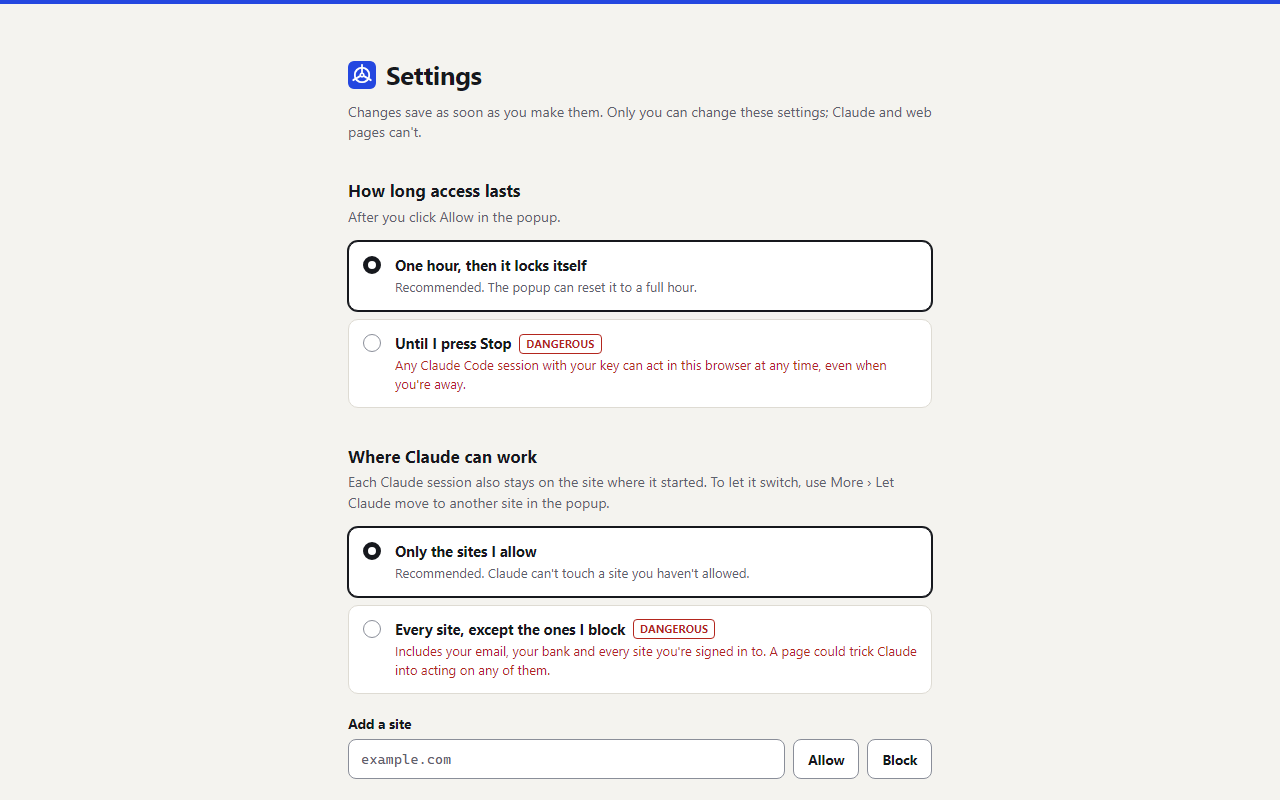 Settings
Changes save as soon as you make them. Only you can change these settings; Claude and web
pages can't.
How long access lasts
After you click Allow in the popup.
One hour, then it locks itself
Recommended. The popup can reset it to a full hour.
Until I press Stop DANGEROUS
Any Claude Code session with your key can act in this browser at any time, even when
you're away.
Where Claude can work
Each Claude session also stays on the site where it started. To let it switch, use More › Let
Claude move to another site in the popup.
Only the sites I allow
Recommended. Claude can't touch a site you haven't allowed.
Every site, except the ones I block DANGEROUS
Includes your email, your bank and every site you're signed in to. A page could trick Claude
into acting on any of them.
Add a site
example.com Allow Block